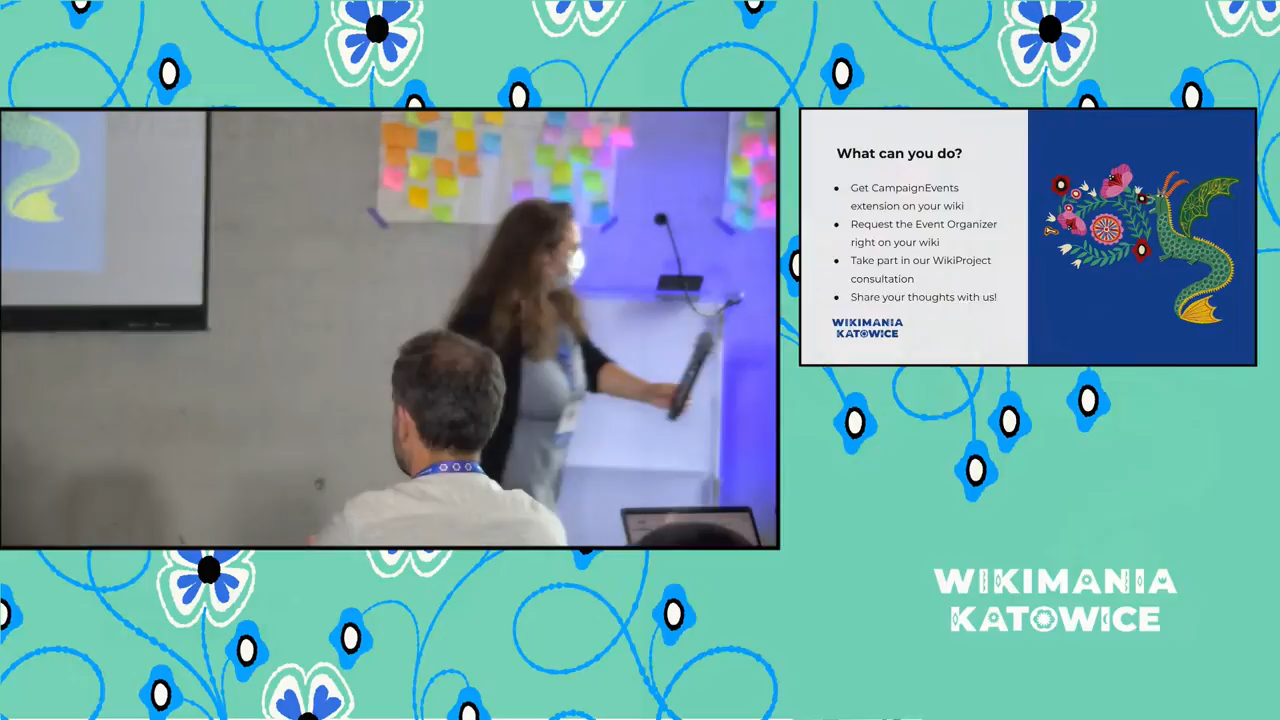 What can you do?
● Get CampaignEvents
extension on your wiki
● Request the Event Organizer
right on your wiki
● Take part in our WikiProject
consultation
● Share your thoughts with us!
WIKIMANIA
KATOWICE
WIKIMANIA
KATOWICE